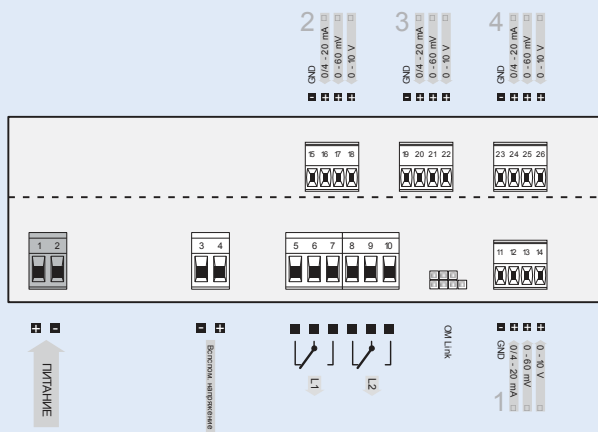 2
GND
0/4 - 20 mA
0 - 60 mV
0 - 10 V
3
GND
0/4 - 20 mA
0 - 60 mV
0 - 10 V
4
GND
0/4 - 20 mA
0 - 60 mV
0 - 10 V
15 16 17 18
19 20 21 22
23 24 25 26
1 2
3 4
5 6 7 8 9 10
11 12 13 14
ПИТАНИЕ
Вспопом. напряжение
L1
L2
OM Link
1
GND
0/4 - 20 mA
0 - 60 mV
0 - 10 V